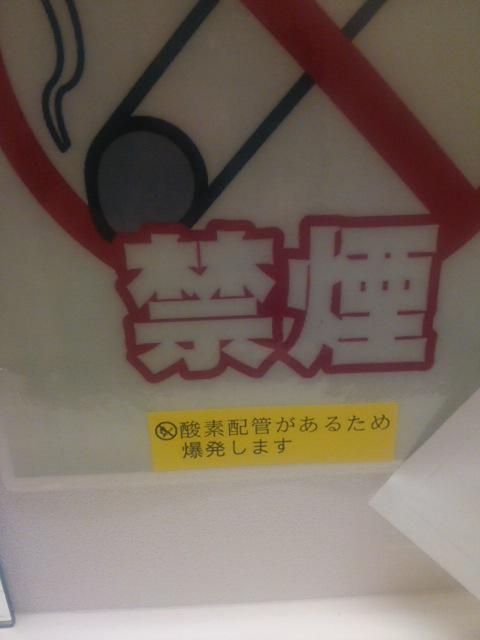 禁煙
酸素配管があるため
爆発します